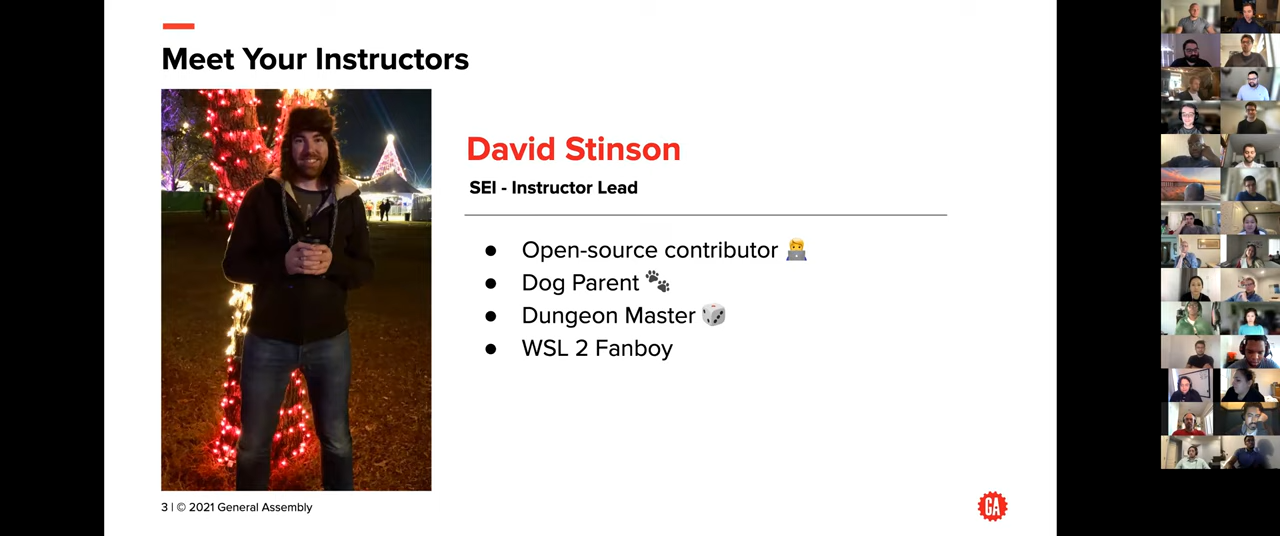 Meet Your Instructors
David Stinson
SEI - Instructor Lead
● Open-source contributor 🧑‍💻
● Dog Parent 🐾
● Dungeon Master 🎲
● WSL 2 Fanboy
3 | © 2021 General Assembly
GA